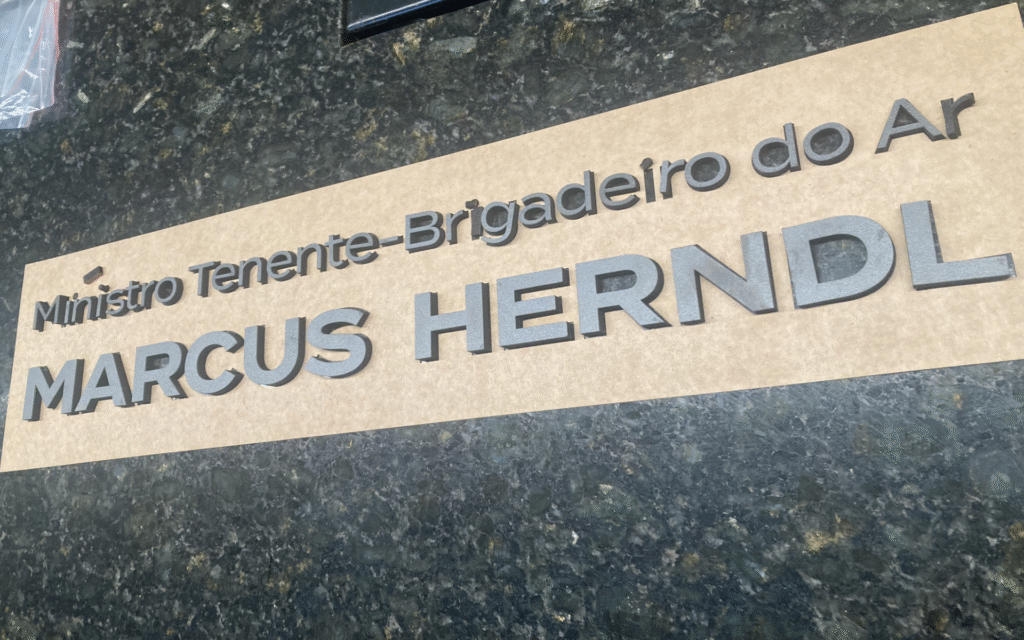 Ministro Tenente-Brigadeiro do Ar
MARCUS HERNDL